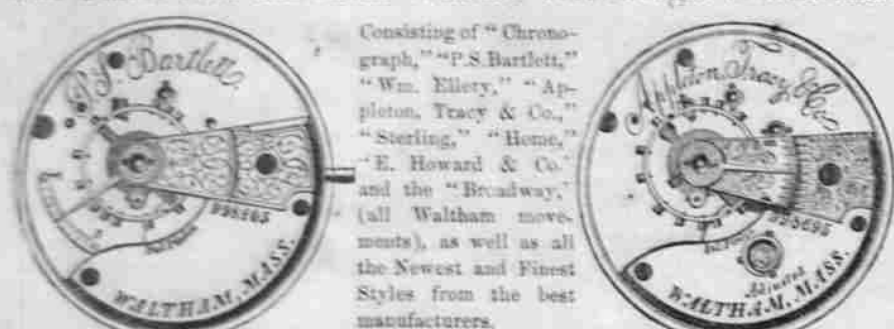 P.S. Bartlett.
WALTHAM, MASS.
Consisting of "Chrono-
graph," "P.S. Bartlett,"
"Wm. Ellery," "Ap-
pleton, Tracy & Co.,"
"Sterling," "Home,"
"E. Howard & Co."
and the "Broadway,"
(all Waltham move-
ments), as well as all
the Newest and Finest
Styles from the best
manufacturers.
Appleton, Tracy, & Co.
Adjusted
WALTHAM, MASS.